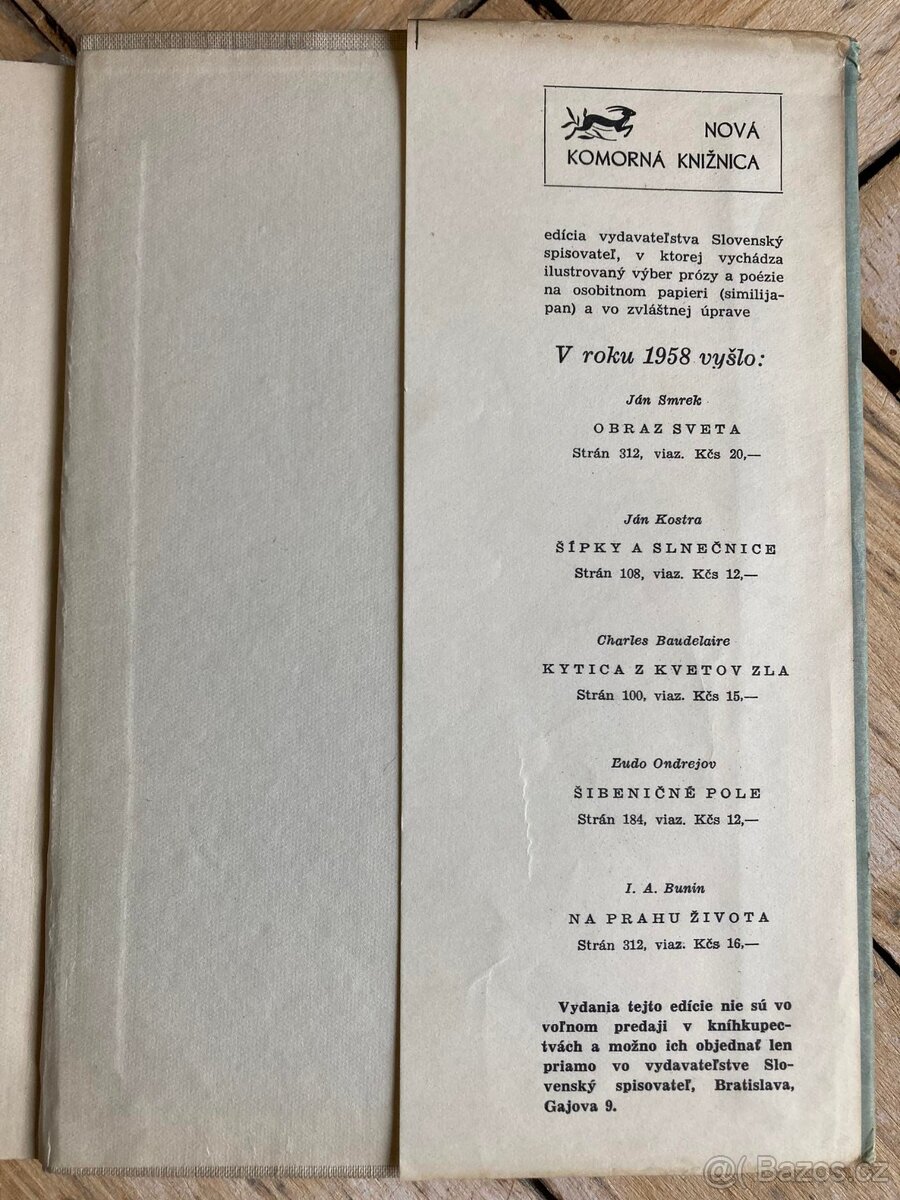 NOVÁ
KOMORNÁ KNIŽNICA
edícia vydavateľstva Slovenský
spisovateľ, v ktorej vychádza
ilustrovaný výber prózy a poézie
na osobitnom papieri (similija-
pan) a vo zvláštnej úprave
V roku 1958 vyšlo:
Ján Smrek
OBRAZ SVETA
Strán 312, viaz. Kčs 20,—
Ján Kostra
ŠÍPKY A SLNEČNICE
Strán 108, viaz. Kčs 12,—
Charles Baudelaire
KYTICA Z KVETOV ZLA
Strán 100, viaz. Kčs 15,—
Ľudo Ondrejov
ŠIBENIČNÉ POLE
Strán 184, viaz. Kčs 12,—
I. A. Bunin
NA PRAHU ŽIVOTA
Strán 312, viaz. Kčs 16,—
Vydania tejto edície nie sú vo
voľnom predaji v kníhkupec-
tvách a možno ich objednať len
priamo vo vydavateľstve Slo-
venský spisovateľ, Bratislava,
Gajova 9.
@( Bazos.cz